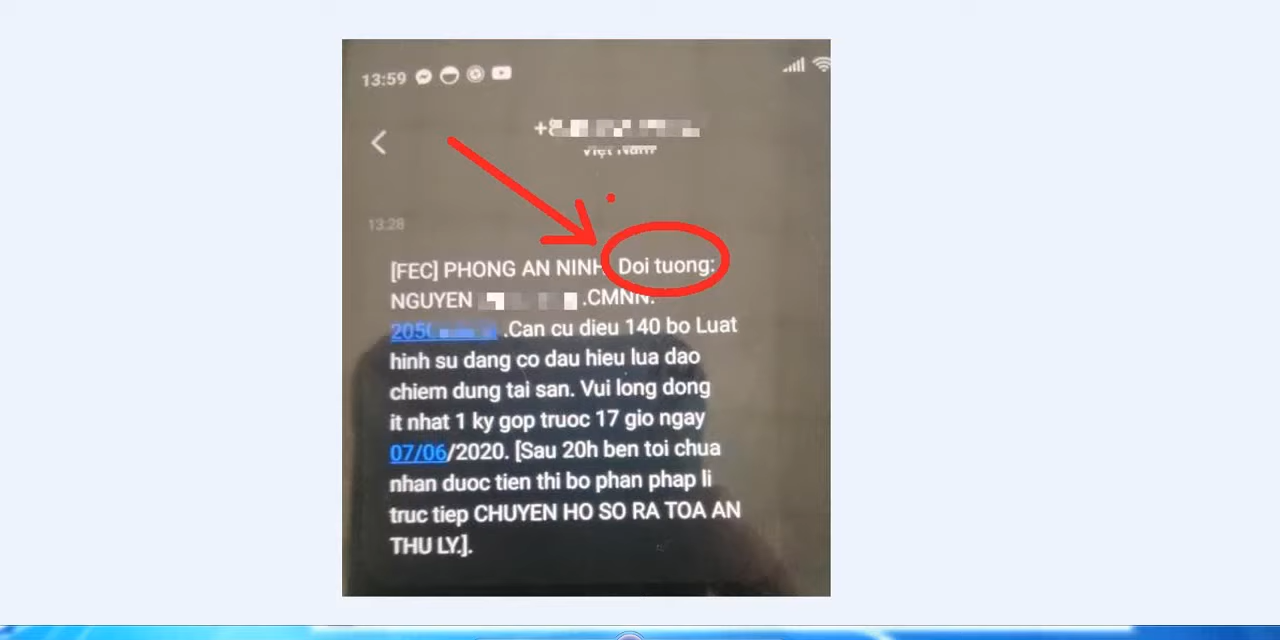 13:59
Việt Nam
13:28
[FEC] PHONG AN NINH Doi tuong:
NGUYEN .CMNN:
.Can cu dieu 140 bo Luat
hinh su dang co dau hieu lua dao
chiem dung tai san. Vui long dong
it nhat 1 ky gop truoc 17 gio ngay
07/06/2020. [Sau 20h ben toi chua
nhan duoc tien thi bo phan phap li
truc tiep CHUYEN HO SO RA TOA AN
THU LY.].